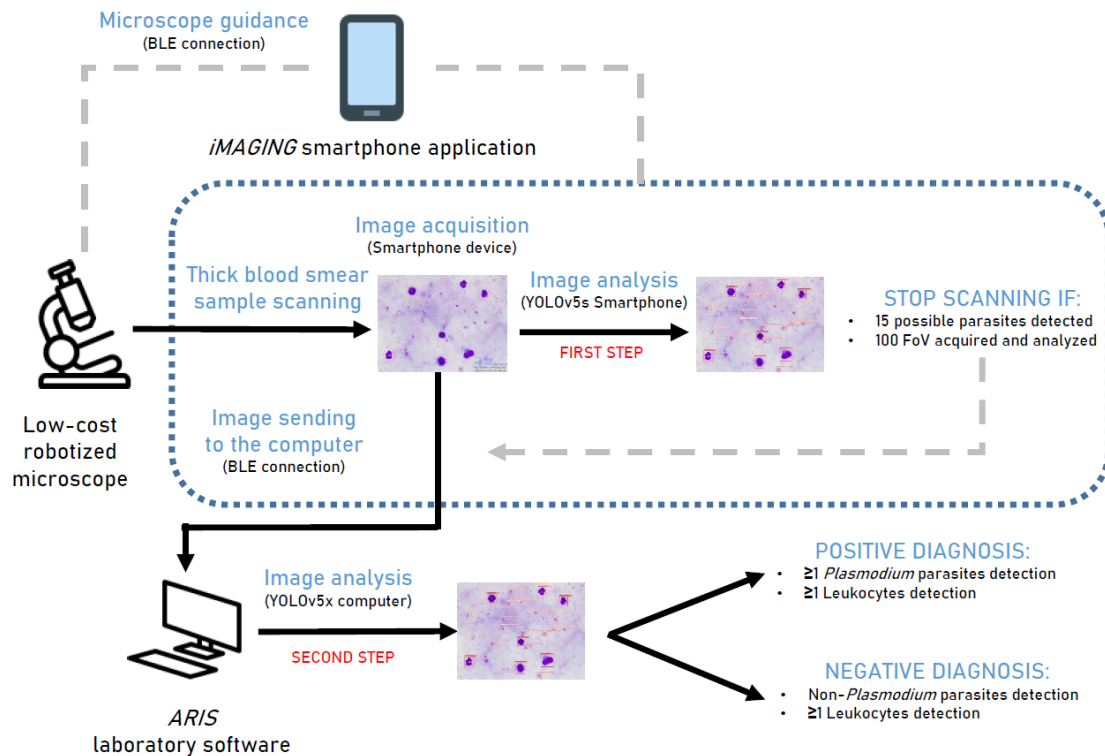 Microscope guidance
(BLE connection)
iMAGING smartphone application
Image acquisition
(Smartphone device)
Thick blood smear
sample scanning
Image analysis
(YOLOv5s Smartphone)
FIRST STEP
STOP SCANNING IF:
• 15 possible parasites detected
• 100 FoV acquired and analyzed
Low-cost
robotized
microscope
Image sending
to the computer
(BLE connection)
Image analysis
(YOLOv5x computer)
SECOND STEP
ARIS
laboratory software
POSITIVE DIAGNOSIS:
• ≥1 Plasmodium parasites detection
• ≥1 Leukocytes detection
NEGATIVE DIAGNOSIS:
• Non-Plasmodium parasites detection
• ≥1 Leukocytes detection